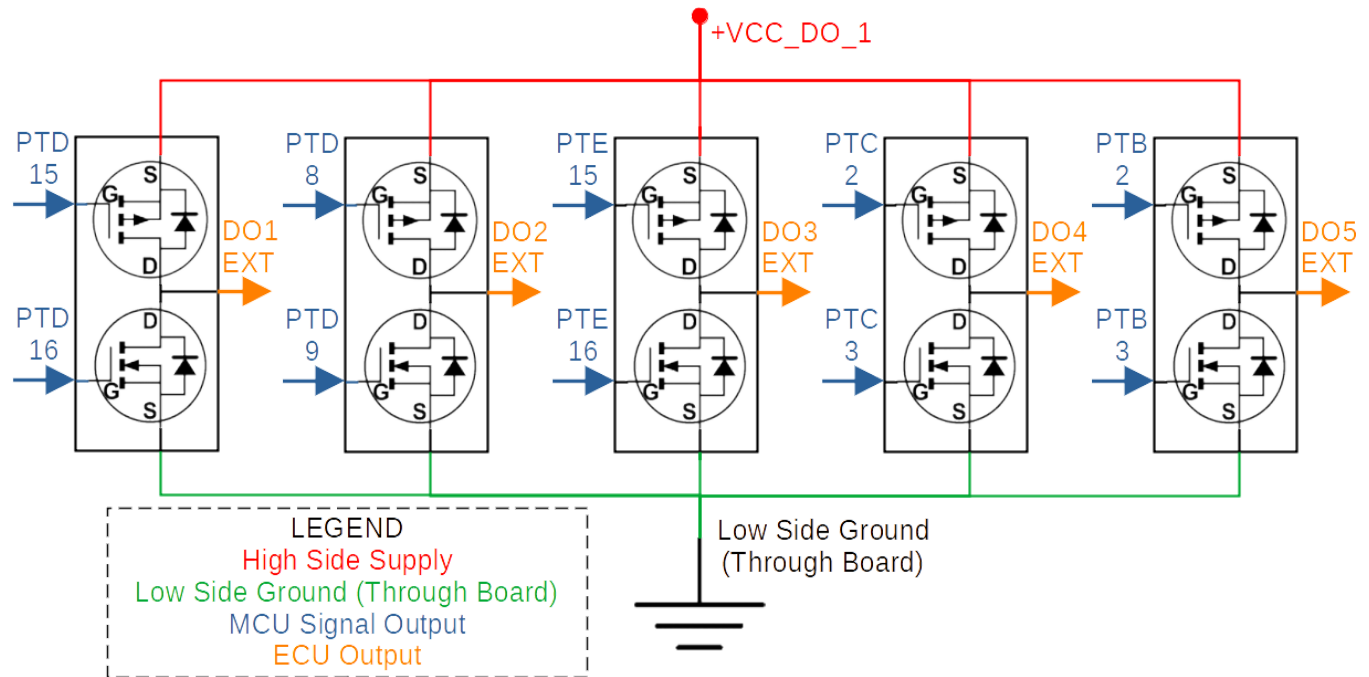 +VCC_DO_1
PTD
15
G
S
D
DO1
EXT
PTD
16
D
G
S
PTD
8
G
S
D
DO2
EXT
PTD
9
D
G
S
PTE
15
G
S
D
DO3
EXT
PTE
16
D
G
S
PTC
2
G
S
D
DO4
EXT
PTC
3
D
G
S
PTB
2
G
S
D
DO5
EXT
PTB
3
D
G
S
LEGEND
High Side Supply
Low Side Ground (Through Board)
MCU Signal Output
ECU Output
Low Side Ground
(Through Board)